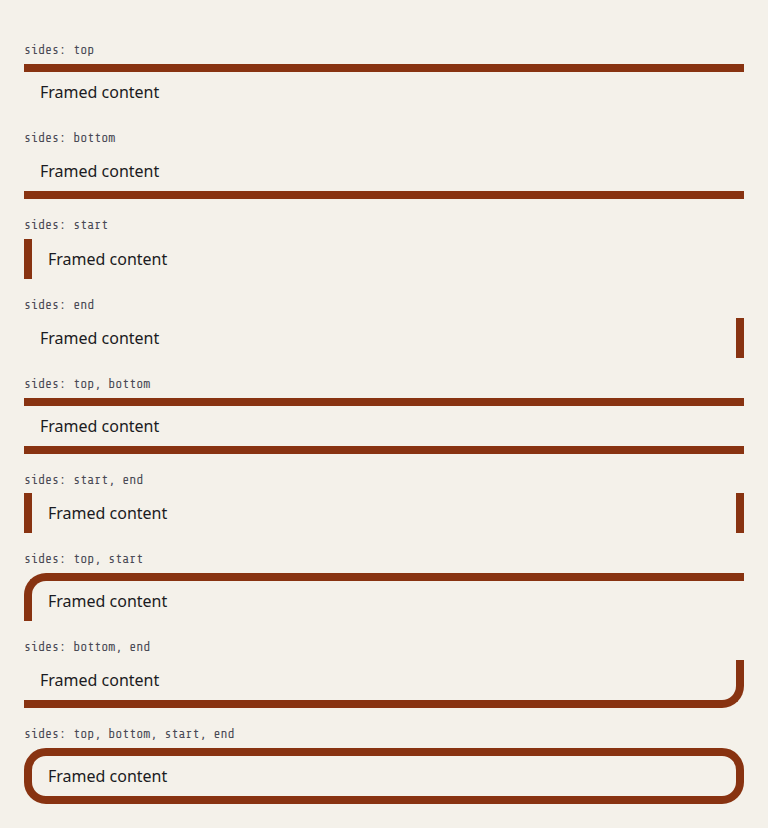 sides: top
Framed content
sides: bottom
Framed content
sides: start
Framed content
sides: end
Framed content
sides: top, bottom
Framed content
sides: start, end
Framed content
sides: top, start
Framed content
sides: bottom, end
Framed content
sides: top, bottom, start, end
Framed content